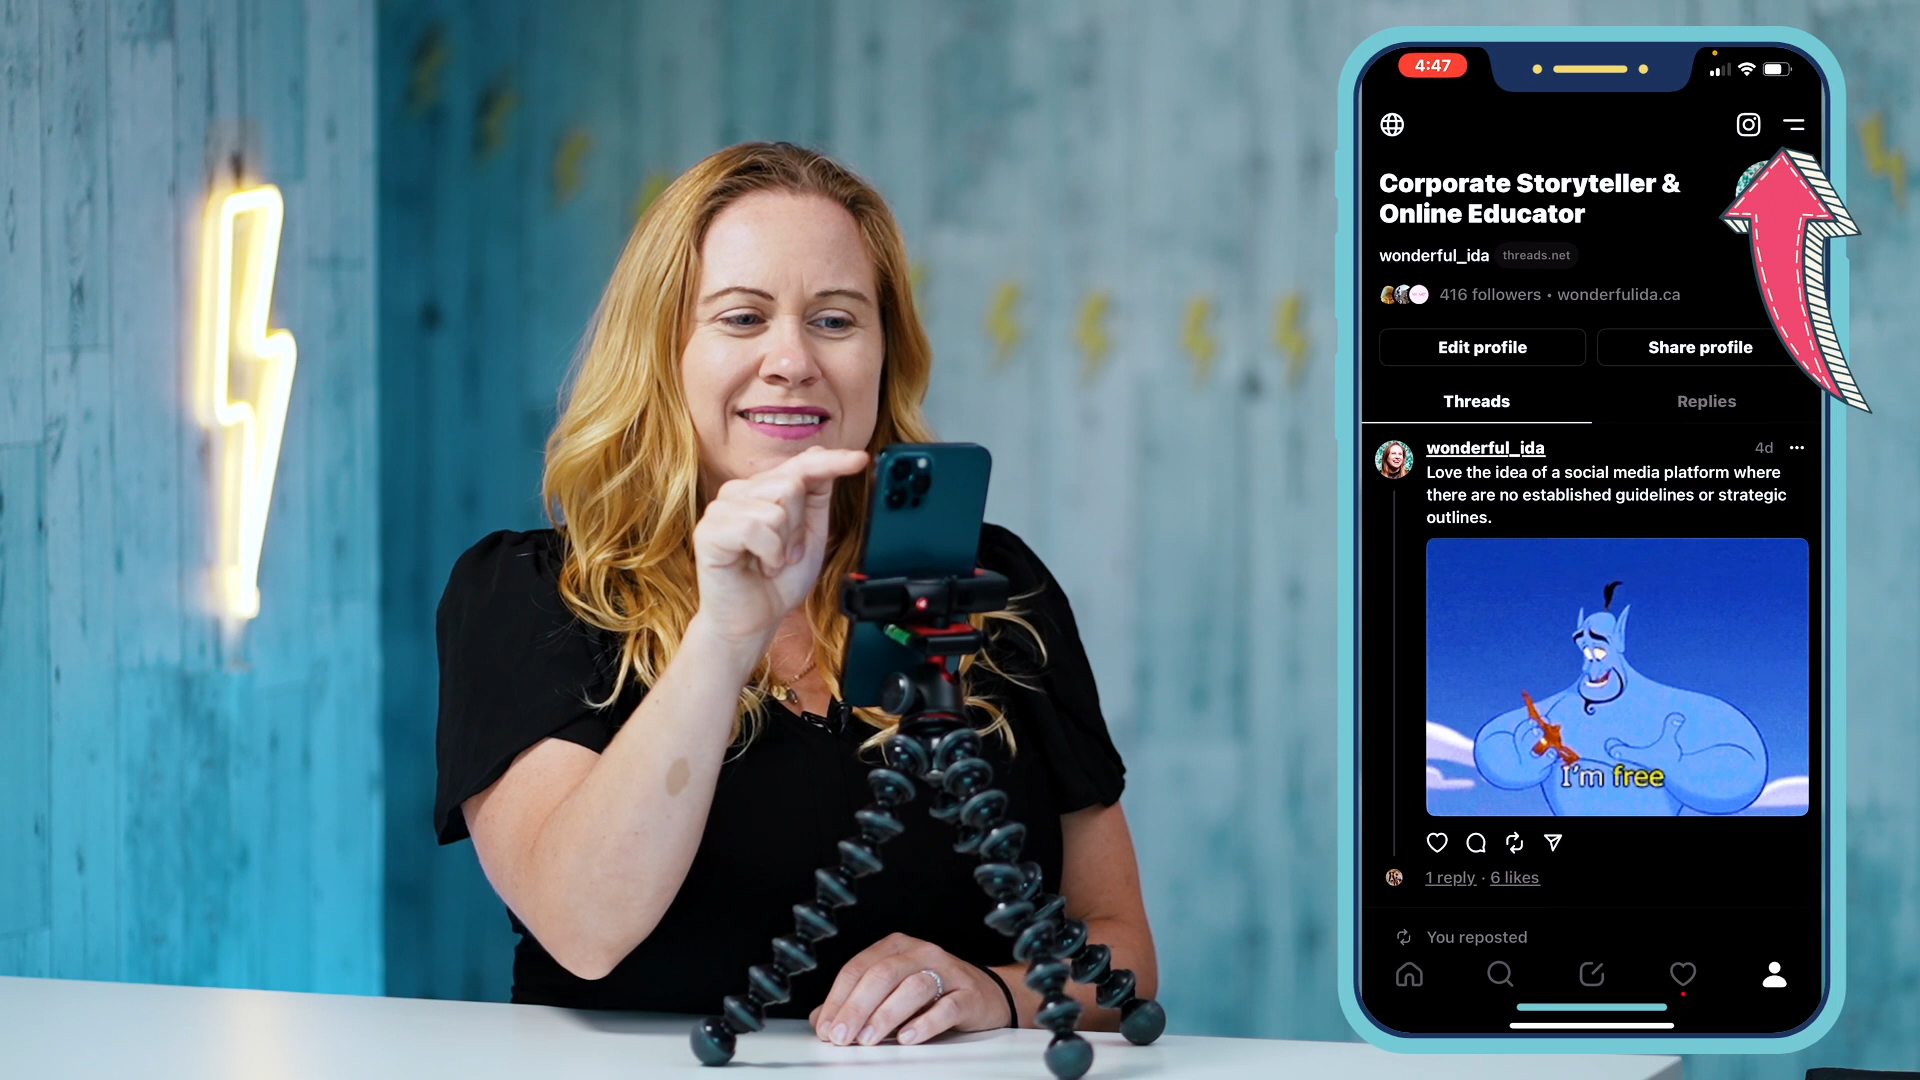 4:47
Corporate Storyteller &
Online Educator
wonderful_ida threads.net
416 followers • wonderfulida.ca
Edit profile Share profile
Threads Replies
wonderful_ida 4d
Love the idea of a social media platform where
there are no established guidelines or strategic
outlines.
I'm free
1 reply · 6 likes
You reposted